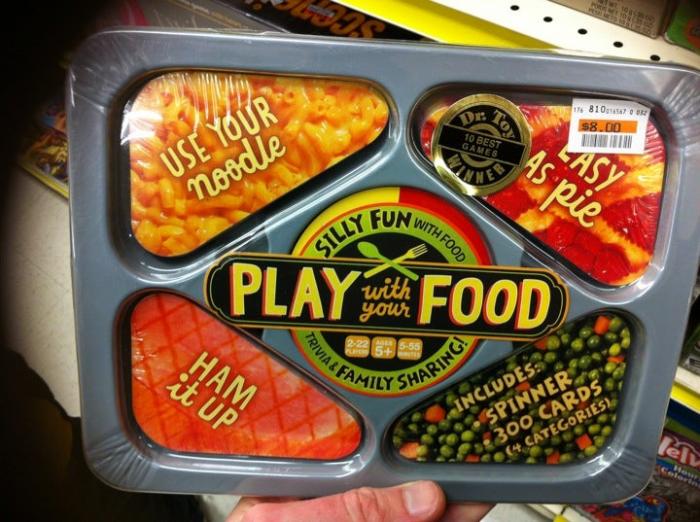 USE YOUR
noodle
Dr. Toy
10 BEST
GAMES
WINNER
810
$8.00
EASY
AS pie
SILLY FUN WITH FOOD
PLAY with your FOOD
2-22 PLAYERS
AGES 5+
5-55 MINUTES
TRIVIA & FAMILY SHARING!
HAM
it UP
INCLUDES:
SPINNER
300 CARDS
(4 CATEGORIES)